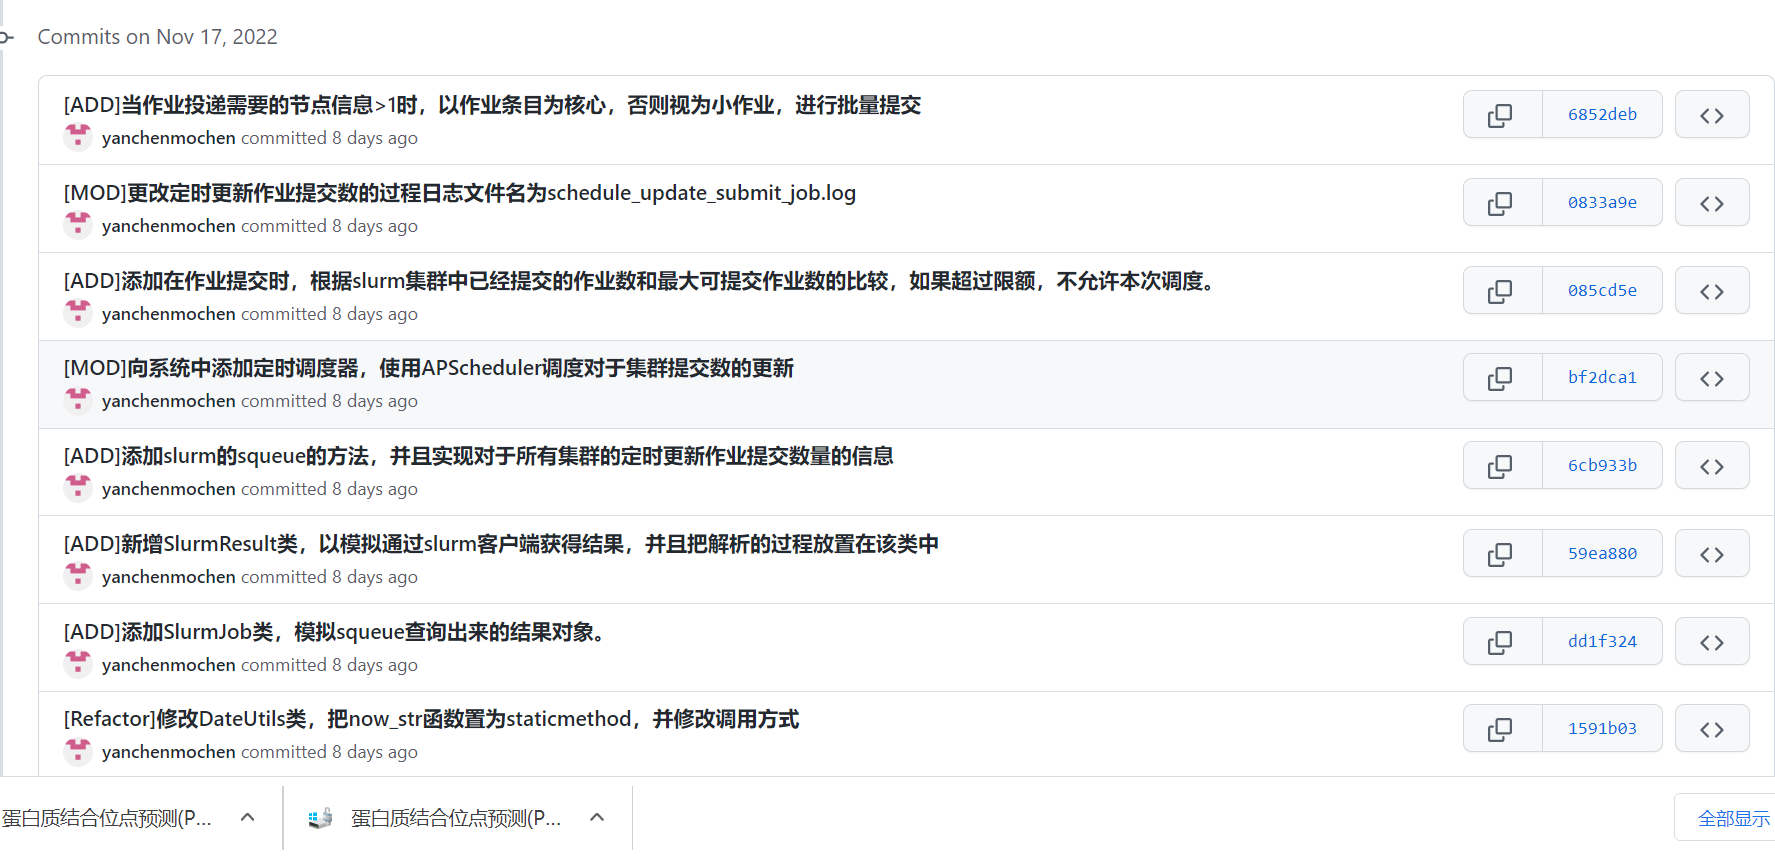 Commits on Nov 17, 2022
[ADD]当作业投递需要的节点信息>1时，以作业条目为核心，否则视为小作业，进行批量提交
yanchenmochen committed 8 days ago
6852deb
[MOD]更改定时更新作业提交数的过程日志文件名为schedule_update_submit_job.log
yanchenmochen committed 8 days ago
0833a9e
[ADD]添加在作业提交时，根据slurm集群中已经提交的作业数和最大可提交作业数的比较，如果超过限额，不允许本次调度。
yanchenmochen committed 8 days ago
085cd5e
[MOD]向系统中添加定时调度器，使用APScheduler调度对于集群提交数的更新
yanchenmochen committed 8 days ago
bf2dca1
[ADD]添加slurm的squeue的方法，并且实现对于所有集群的定时更新作业提交数量的信息
yanchenmochen committed 8 days ago
6cb933b
[ADD]新增SlurmResult类，以模拟通过slurm客户端获得结果，并且把解析的过程放置在该类中
yanchenmochen committed 8 days ago
59ea880
[ADD]添加SlurmJob类，模拟squeue查询出来的结果对象。
yanchenmochen committed 8 days ago
dd1f324
[Refactor]修改DateUtils类，把now_str函数置为staticmethod，并修改调用方式
yanchenmochen committed 8 days ago
1591b03
蛋白质结合位点预测(P...
蛋白质结合位点预测(P...
全部显示